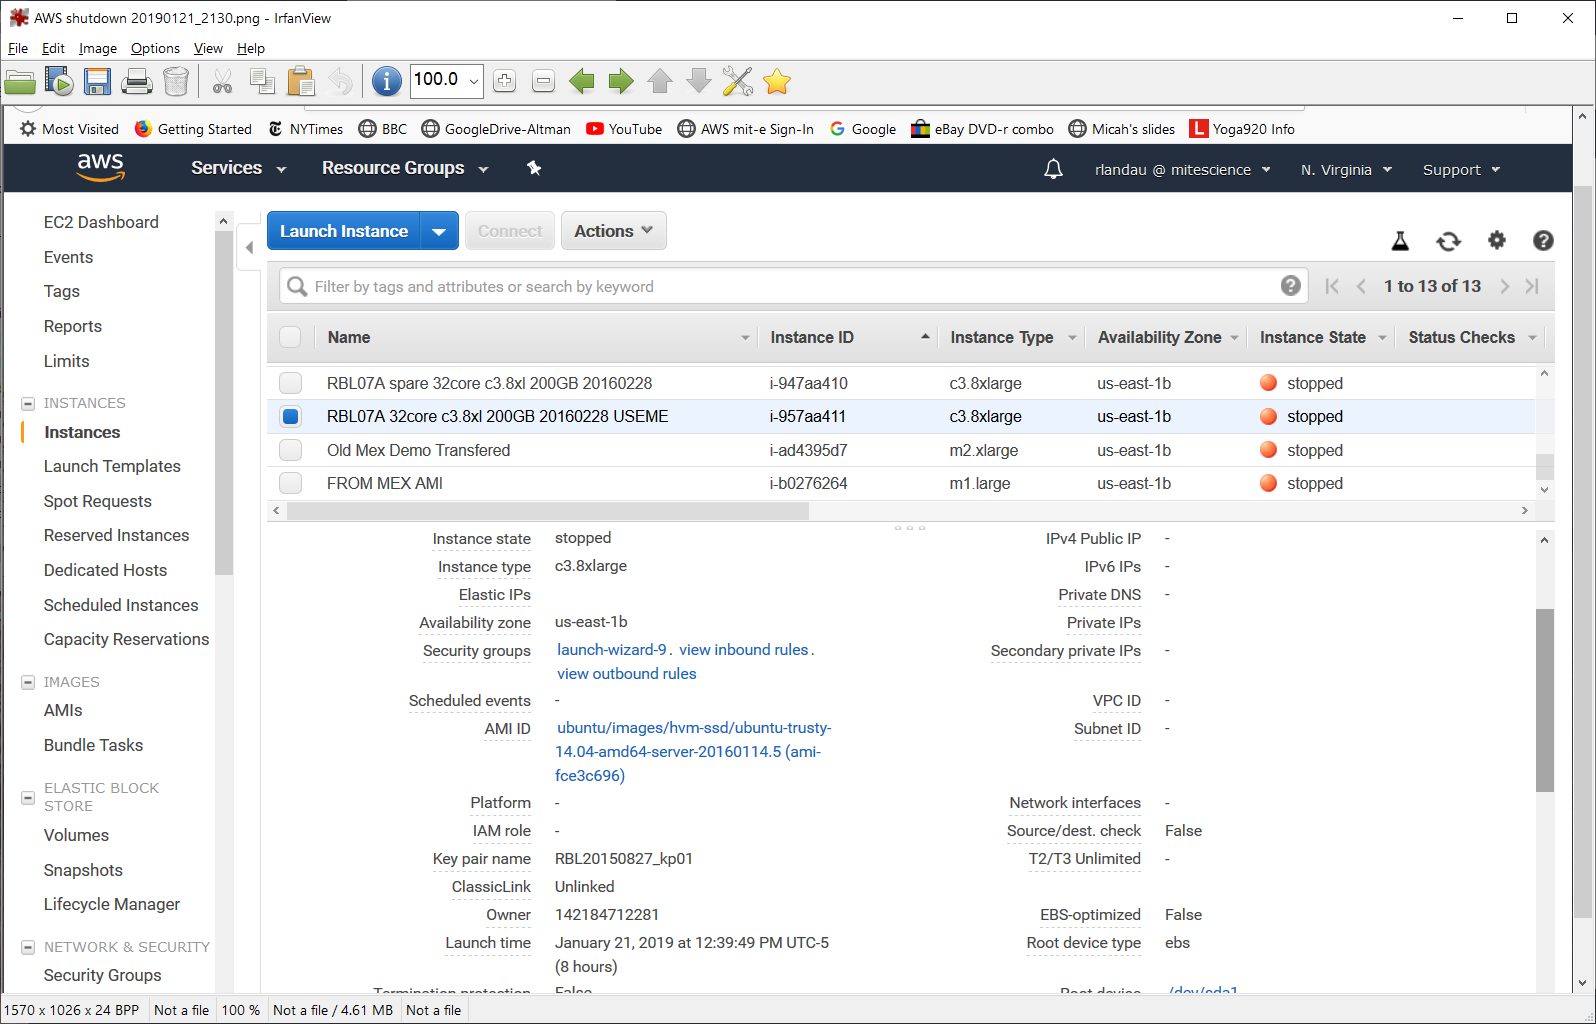 AWS shutdown 20190121_2130.png - IrfanView
File Edit Image Options View Help
100.0
Most Visited Getting Started NYTimes BBC GoogleDrive-Altman YouTube AWS mit-e Sign-In Google eBay DVD-r combo Micah's slides Yoga920 Info
aws Services Resource Groups rlandau @ mitescience N. Virginia Support
EC2 Dashboard
Events
Tags
Reports
Limits
INSTANCES
Instances
Launch Templates
Spot Requests
Reserved Instances
Dedicated Hosts
Scheduled Instances
Capacity Reservations
IMAGES
AMIs
Bundle Tasks
ELASTIC BLOCK
STORE
Volumes
Snapshots
Lifecycle Manager
NETWORK & SECURITY
Security Groups
Launch Instance Connect Actions
Filter by tags and attributes or search by keyword 1 to 13 of 13
Name Instance ID Instance Type Availability Zone Instance State Status Checks
RBL07A spare 32core c3.8xl 200GB 20160228 i-947aa410 c3.8xlarge us-east-1b stopped
RBL07A 32core c3.8xl 200GB 20160228 USEME i-957aa411 c3.8xlarge us-east-1b stopped
Old Mex Demo Transfered i-ad4395d7 m2.xlarge us-east-1b stopped
FROM MEX AMI i-b0276264 m1.large us-east-1b stopped
Instance state stopped IPv4 Public IP -
Instance type c3.8xlarge IPv6 IPs -
Elastic IPs Private DNS -
Availability zone us-east-1b Private IPs
Security groups launch-wizard-9. view inbound rules. Secondary private IPs -
view outbound rules
Scheduled events - VPC ID -
AMI ID ubuntu/images/hvm-ssd/ubuntu-trusty- Subnet ID -
14.04-amd64-server-20160114.5 (ami-
fce3c696)
Platform - Network interfaces -
IAM role - Source/dest. check False
Key pair name RBL20150827_kp01 T2/T3 Unlimited -
ClassicLink Unlinked
Owner 142184712281 EBS-optimized False
Launch time January 21, 2019 at 12:39:49 PM UTC-5 Root device type ebs
(8 hours)
Termination protection False Root device /dev/sda1
1570 x 1026 x 24 BPP Not a file 100 % Not a file / 4.61 MB Not a file